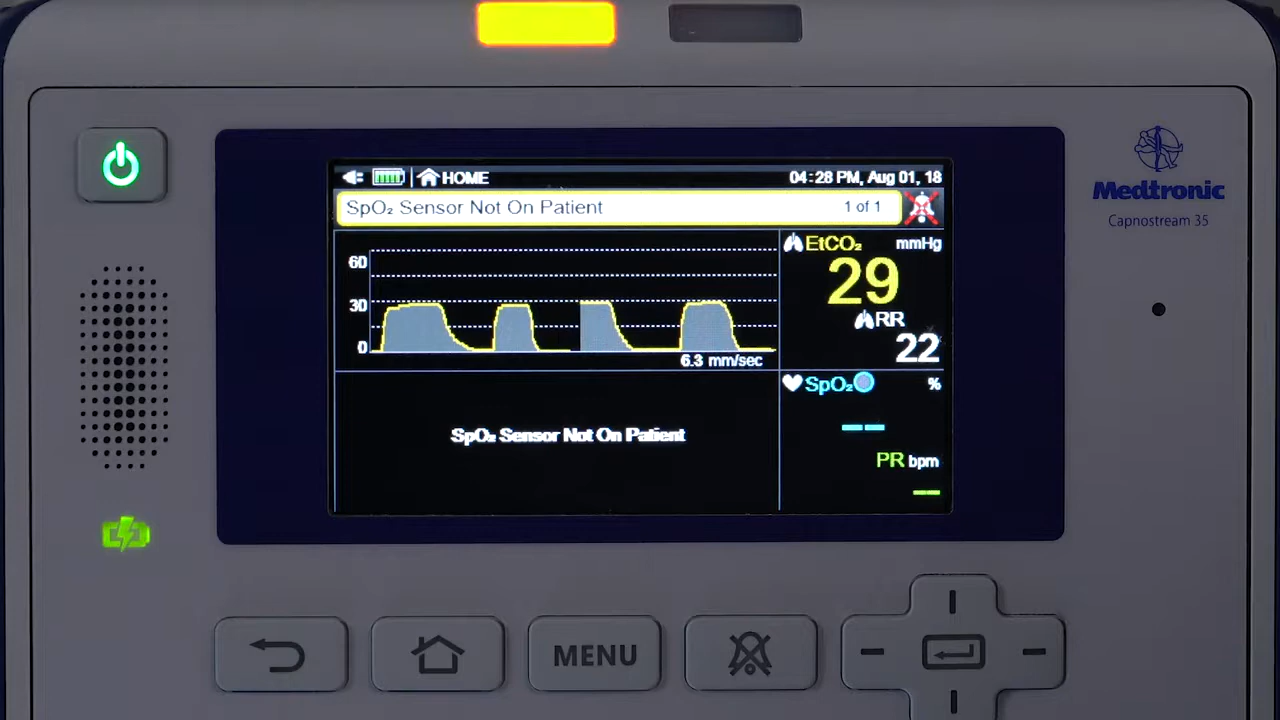 HOME
04:28 PM, Aug 01, 18
SpO₂ Sensor Not On Patient
1 of 1
60
30
0
6.3 mm/sec
EtCO₂ mmHg
29
RR
22
SpO₂ Sensor Not On Patient
SpO₂ %
PR bpm
Medtronic
Capnostream 35
MENU